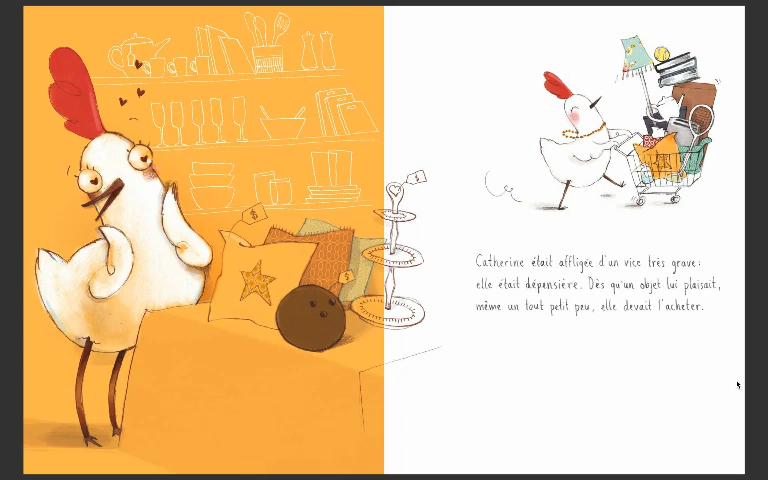 $
$
$
Catherine était affligée d'un vice très grave :
elle était dépensière. Dès qu'un objet lui plaisait,
même un tout petit peu, elle devait l'acheter.